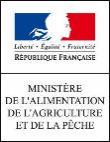 Liberté • Égalité • Fraternité
RÉPUBLIQUE FRANÇAISE
MINISTÈRE
DE L'ALIMENTATION
DE L'AGRICULTURE
ET DE LA PÊCHE